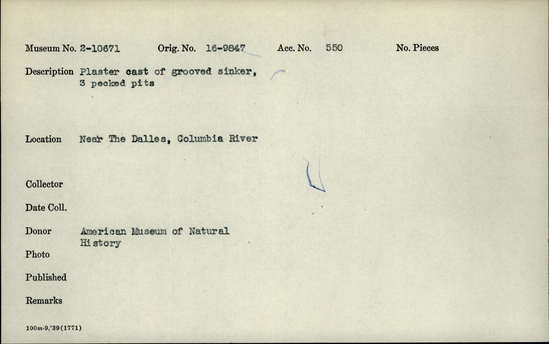 Museum No. 2-10671 Orig. No. 16-9847 Acc. No. 550 No. Pieces
Description Plaster cast of grooved sinker,
3 pecked pits
Location Near The Dalles, Columbia River
Collector
Date Coll.
Donor American Museum of Natural
History
Photo
Published
Remarks
100m-9,'39(1771)